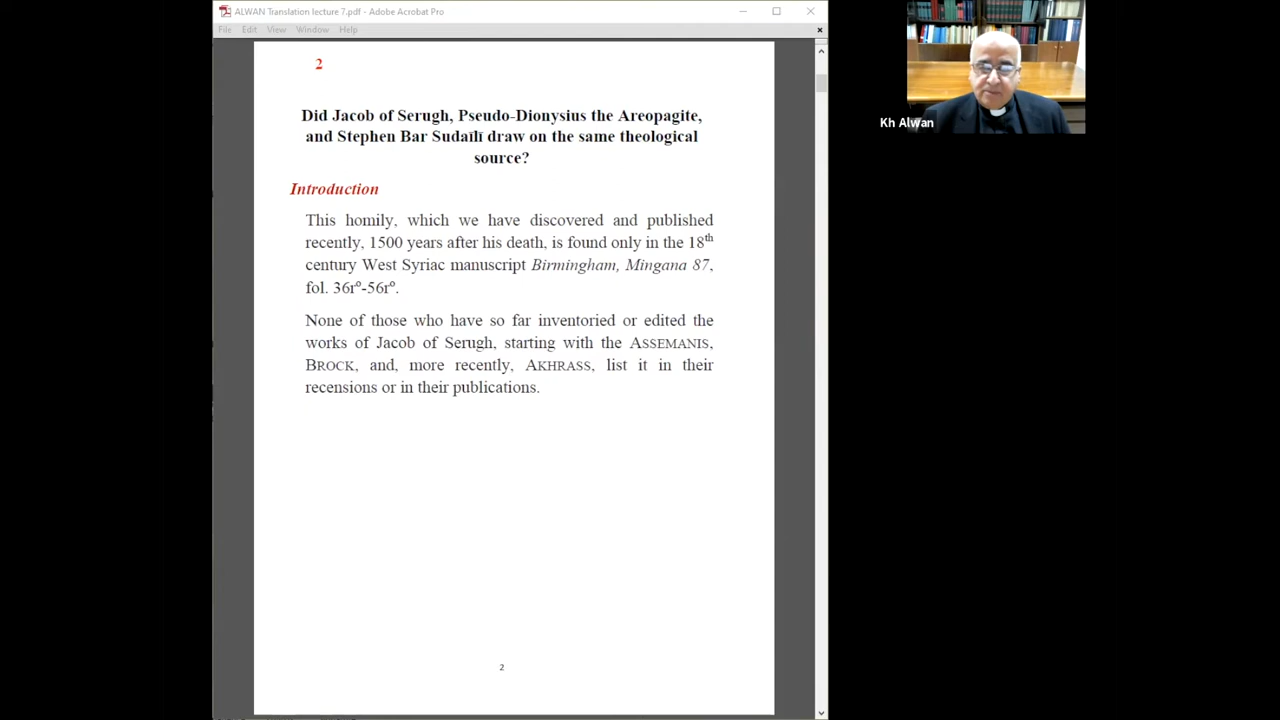 ALWAN Translation lecture 7.pdf - Adobe Acrobat Pro
File Edit View Window Help
2
Did Jacob of Serugh, Pseudo-Dionysius the Areopagite,
and Stephen Bar Sudaïlï draw on the same theological
source?
Introduction
This homily, which we have discovered and published
recently, 1500 years after his death, is found only in the 18th
century West Syriac manuscript Birmingham, Mingana 87,
fol. 36rº-56rº.
None of those who have so far inventoried or edited the
works of Jacob of Serugh, starting with the ASSEMANIS,
BROCK, and, more recently, AKHRASS, list it in their
recensions or in their publications.
2
Kh Alwan